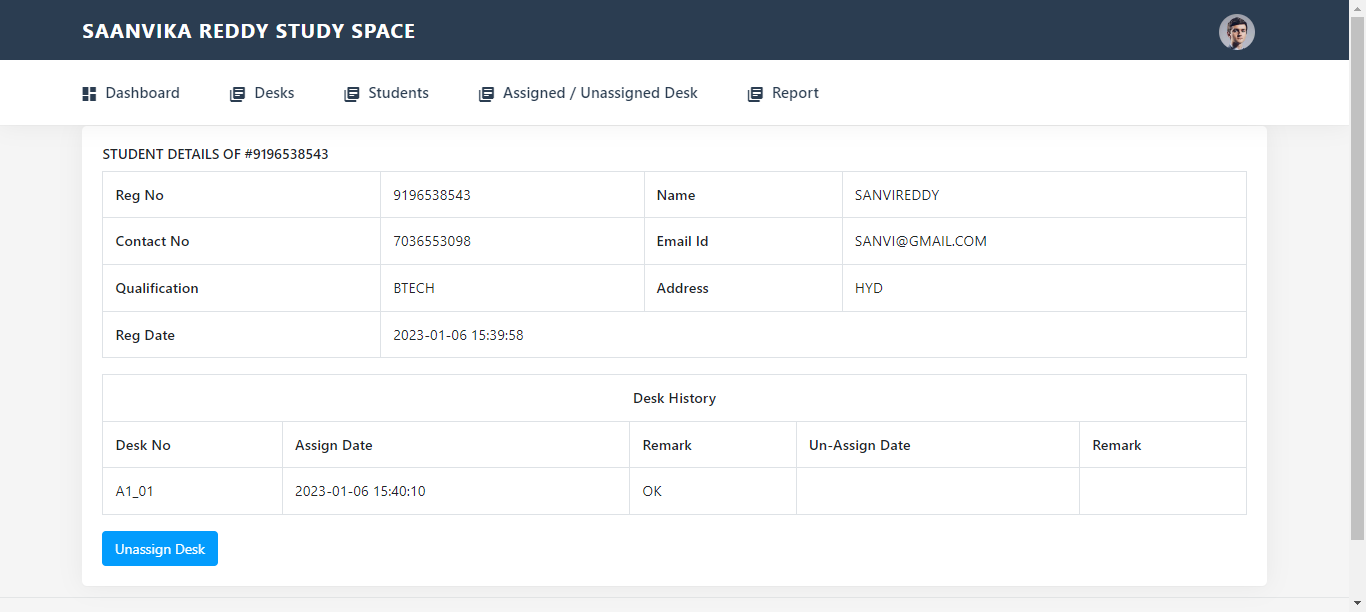 SAANVIKA REDDY STUDY SPACE
Dashboard Desks Students Assigned / Unassigned Desk Report
STUDENT DETAILS OF #9196538543
Reg No 9196538543 Name SANVIREDDY
Contact No 7036553098 Email Id SANVI@GMAIL.COM
Qualification BTECH Address HYD
Reg Date 2023-01-06 15:39:58
Desk History
Desk No Assign Date Remark Un-Assign Date Remark
A1_01 2023-01-06 15:40:10 OK
Unassign Desk